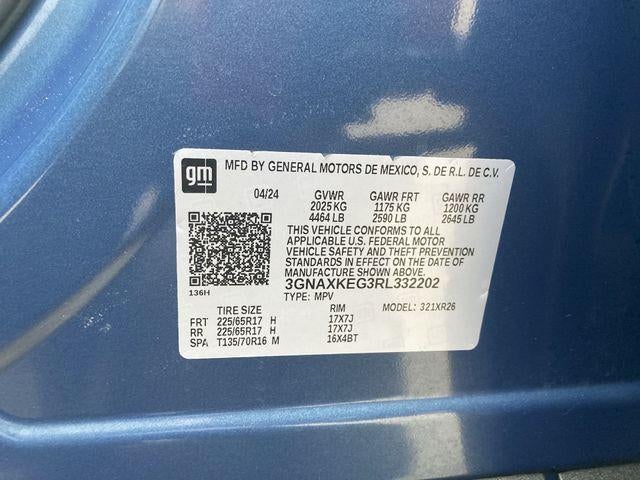 gm
MFD BY GENERAL MOTORS DE MEXICO, S. DE R.L. DE C.V.
04/24 GVWR GAWR FRT GAWR RR
2025 KG 1175 KG 1200 KG
4464 LB 2590 LB 2645 LB
THIS VEHICLE CONFORMS TO ALL
APPLICABLE U.S. FEDERAL MOTOR
VEHICLE SAFETY AND THEFT PREVENTION
STANDARDS IN EFFECT ON THE DATE OF
MANUFACTURE SHOWN ABOVE.
3GNAXKEG3RL332202
136H
TYPE: MPV MODEL: 321XR26
TIRE SIZE RIM
FRT 225/65R17 H 17X7J
RR 225/65R17 H 17X7J
SPA T135/70R16 M 16X4BT